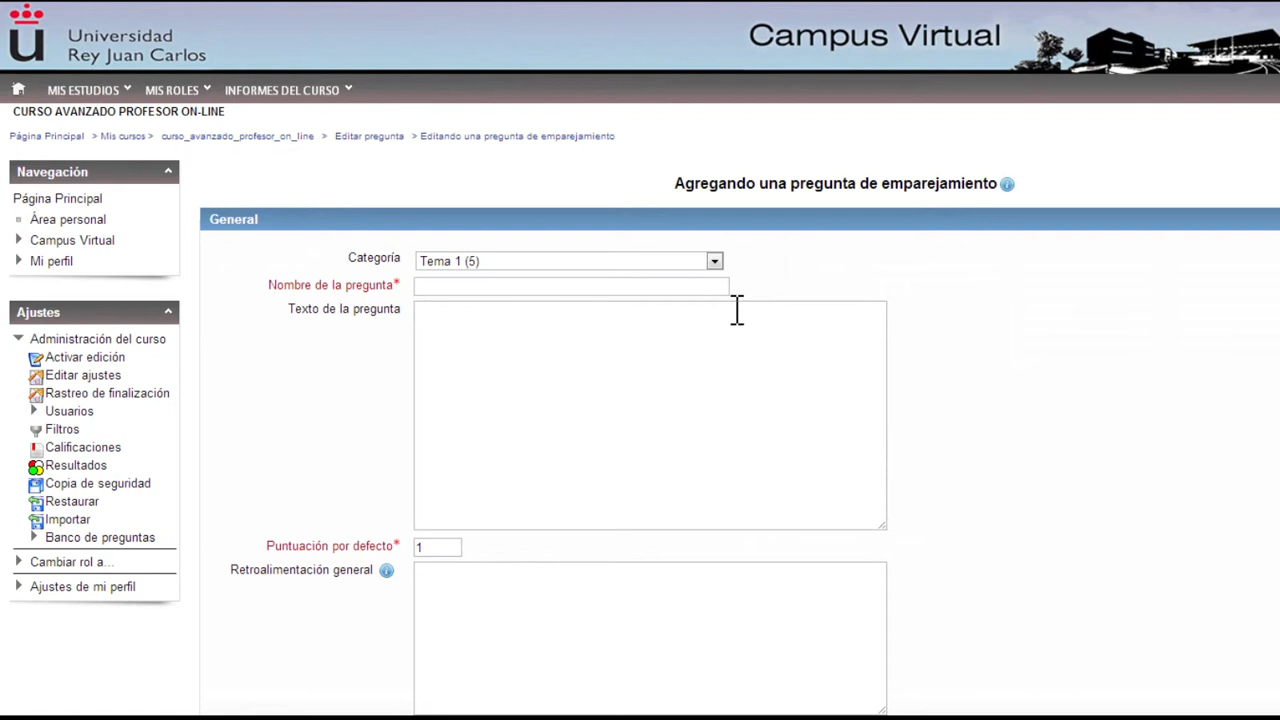 Universidad
Rey Juan Carlos
Campus Virtual
MIS ESTUDIOS MIS ROLES INFORMES DEL CURSO
CURSO AVANZADO PROFESOR ON-LINE
Página Principal > Mis cursos > curso_avanzado_profesor_on_line > Editar pregunta > Editando una pregunta de emparejamiento
Navegación
Página Principal
Área personal
Campus Virtual
Mi perfil
Ajustes
Administración del curso
Activar edición
Editar ajustes
Rastreo de finalización
Usuarios
Filtros
Calificaciones
Resultados
Copia de seguridad
Restaurar
Importar
Banco de preguntas
Cambiar rol a...
Ajustes de mi perfil
Agregando una pregunta de emparejamiento
General
Categoría Tema 1 (5)
Nombre de la pregunta*
Texto de la pregunta
Puntuación por defecto* 1
Retroalimentación general